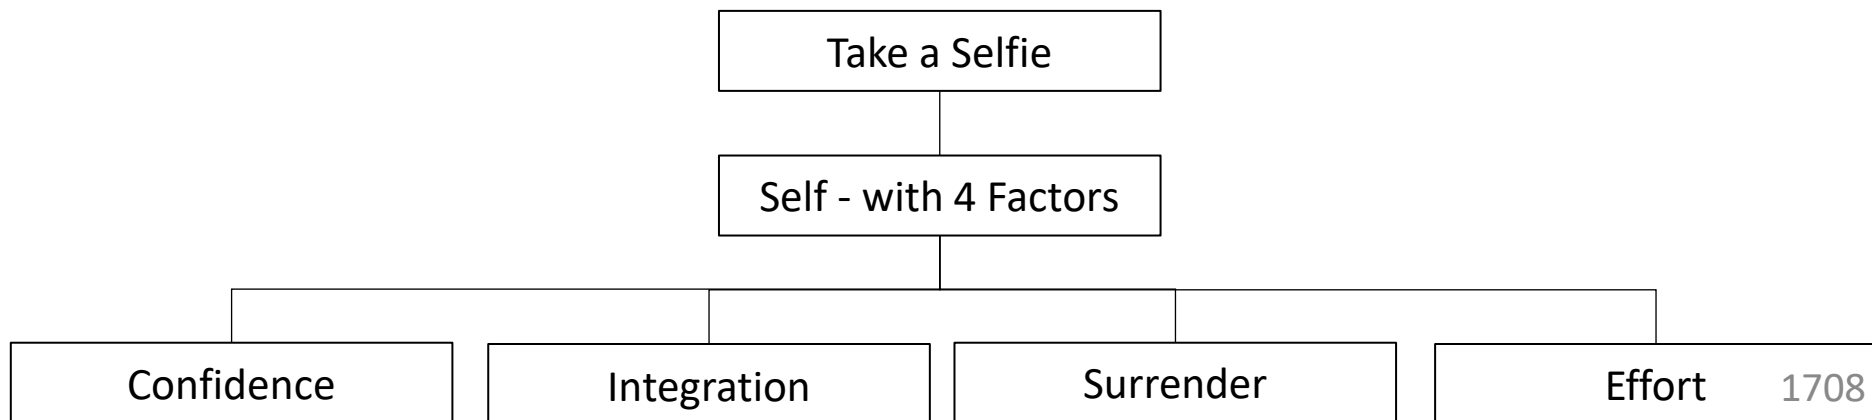 Take a Selfie
Self - with 4 Factors
Confidence
Integration
Surrender
Effort
1708